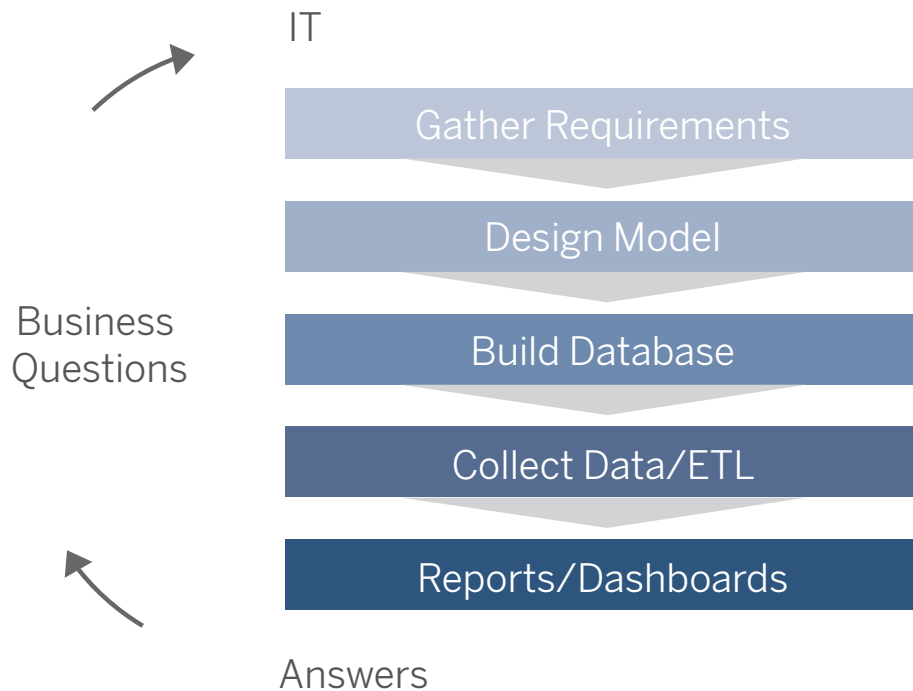 IT
Gather Requirements
Design Model
Business
Questions
Build Database
Collect Data/ETL
Reports/Dashboards
Answers